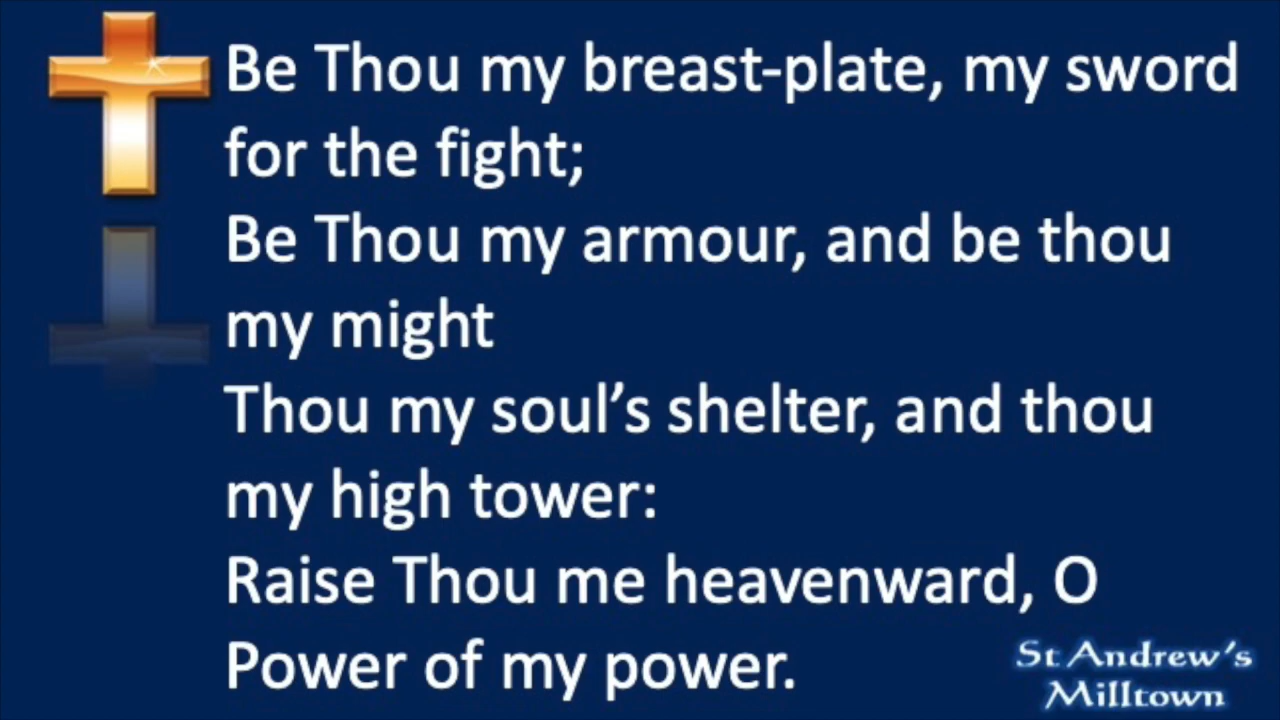 Be Thou my breast-plate, my sword
for the fight;
Be Thou my armour, and be thou
my might
Thou my soul’s shelter, and thou
my high tower:
Raise Thou me heavenward, O
Power of my power.
St Andrew’s
Milltown